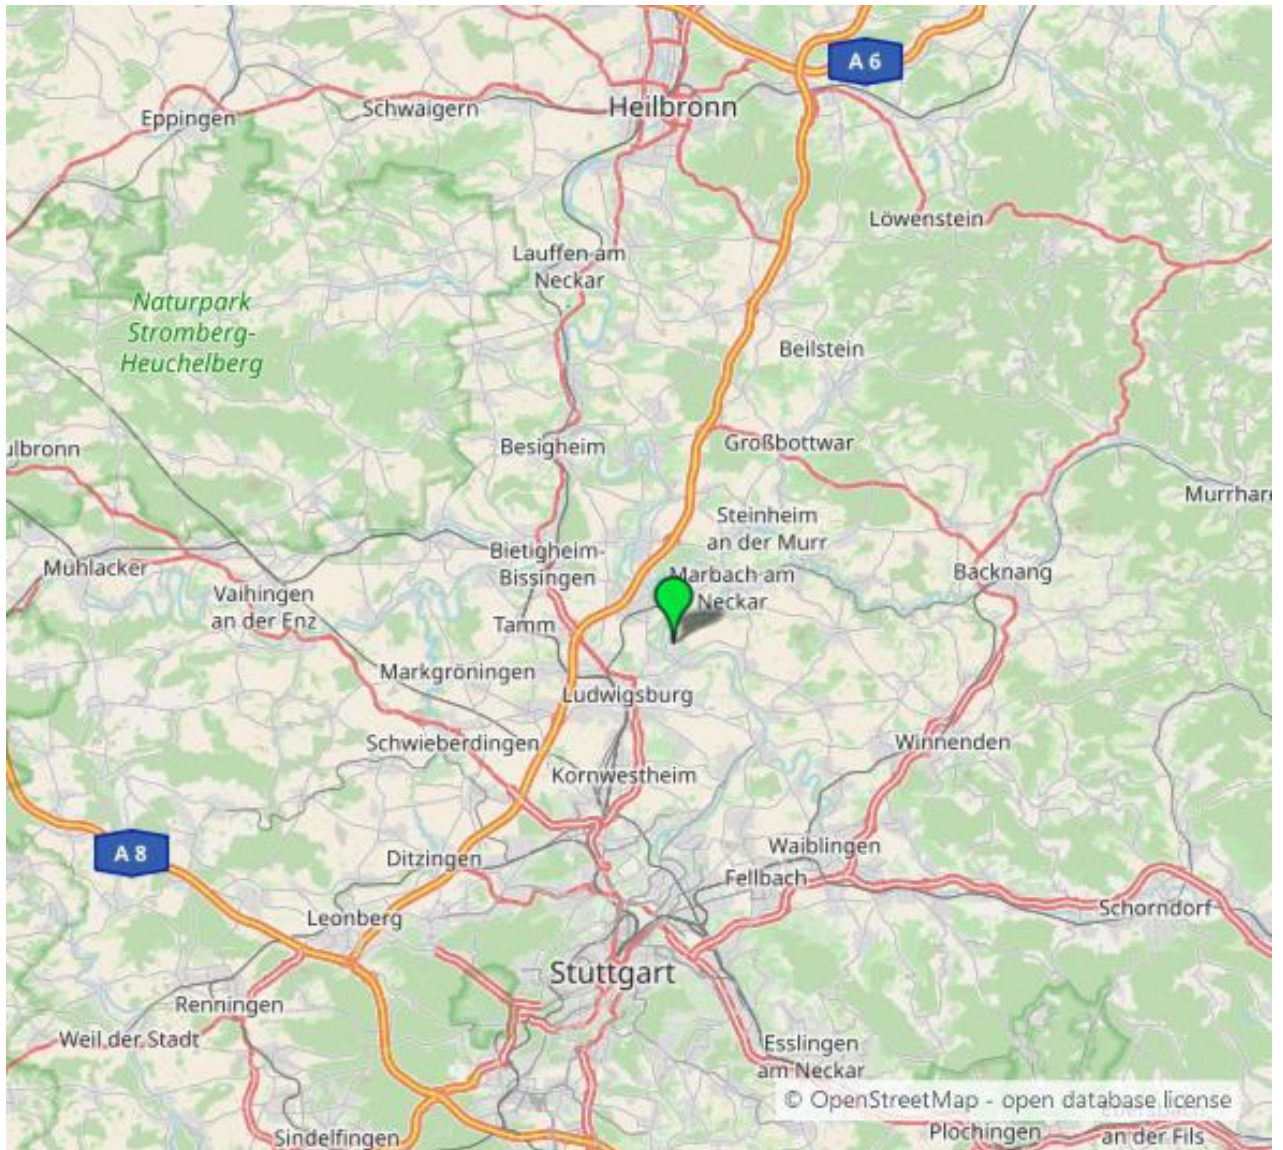 A 6
Heilbronn
Schwaigern
Eppingen
Löwenstein
Lauffen am
Neckar
Naturpark
Stromberg-
Heuchelberg
Beilstein
Besigheim
Großbottwar
ulbronn
Murrhar
Steinheim
an der Murr
Bietigheim-
Bissingen
Mühlacker
Marbach am
Neckar
Backnang
Vaihingen
an der Enz
Tamm
Markgröningen
Ludwigsburg
Schwieberdingen
Winnenden
Kornwestheim
A 8
Ditzingen
Waiblingen
Fellbach
Leonberg
Schorndorf
Stuttgart
Renningen
Weil der Stadt
Esslingen
am Neckar
© OpenStreetMap - open database license
Sindelfingen
Plochingen
an der Fils